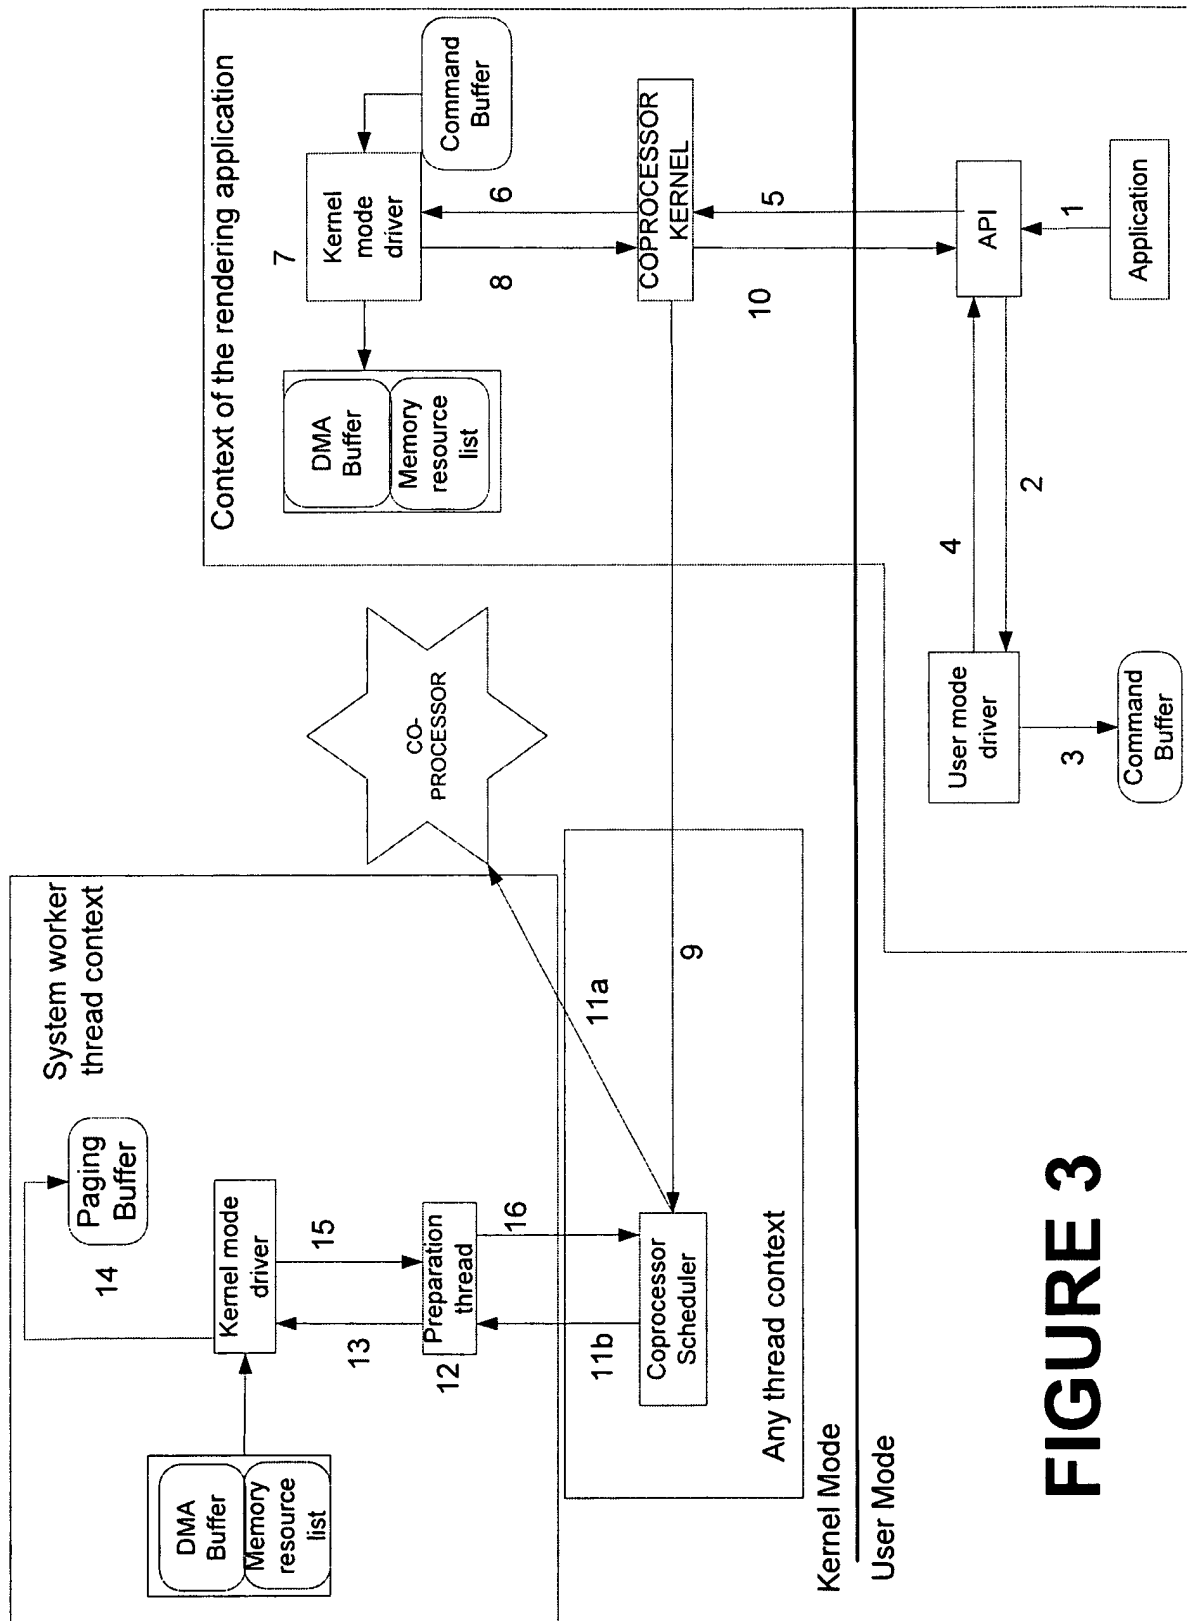 System worker
thread context
Paging
Buffer
14
DMA
Buffer
Memory
resource
list
Kernel mode
driver
15
13
Preparation
thread
12
16
11b
11a
Coprocessor
Scheduler
Any thread context
CO-
PROCESSOR
9
Context of the rendering application
7
DMA
Buffer
Memory
resource
list
Kernel
mode
driver
Command
Buffer
8
6
COPROCESSOR
KERNEL
10
5
Kernel Mode
User Mode
User mode
driver
4
2
API
3
Command
Buffer
1
Application
FIGURE 3